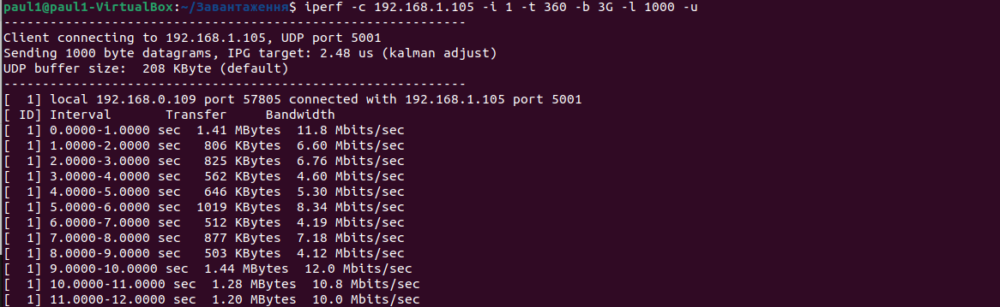 paul1@paul1-VirtualBox:~/Завантаження$ iperf -c 192.168.1.105 -i 1 -t 360 -b 3G -l 1000 -u
------------------------------------------------------------
Client connecting to 192.168.1.105, UDP port 5001
Sending 1000 byte datagrams, IPG target: 2.48 us (kalman adjust)
UDP buffer size:  208 KByte (default)
------------------------------------------------------------
[  1] local 192.168.0.109 port 57805 connected with 192.168.1.105 port 5001
[ ID] Interval       Transfer     Bandwidth
[  1] 0.0000-1.0000 sec  1.41 MBytes  11.8 Mbits/sec
[  1] 1.0000-2.0000 sec   806 KBytes  6.60 Mbits/sec
[  1] 2.0000-3.0000 sec   825 KBytes  6.76 Mbits/sec
[  1] 3.0000-4.0000 sec   562 KBytes  4.60 Mbits/sec
[  1] 4.0000-5.0000 sec   646 KBytes  5.30 Mbits/sec
[  1] 5.0000-6.0000 sec  1019 KBytes  8.34 Mbits/sec
[  1] 6.0000-7.0000 sec   512 KBytes  4.19 Mbits/sec
[  1] 7.0000-8.0000 sec   877 KBytes  7.18 Mbits/sec
[  1] 8.0000-9.0000 sec   503 KBytes  4.12 Mbits/sec
[  1] 9.0000-10.0000 sec  1.44 MBytes  12.0 Mbits/sec
[  1] 10.0000-11.0000 sec  1.28 MBytes  10.8 Mbits/sec
[  1] 11.0000-12.0000 sec  1.20 MBytes  10.0 Mbits/sec